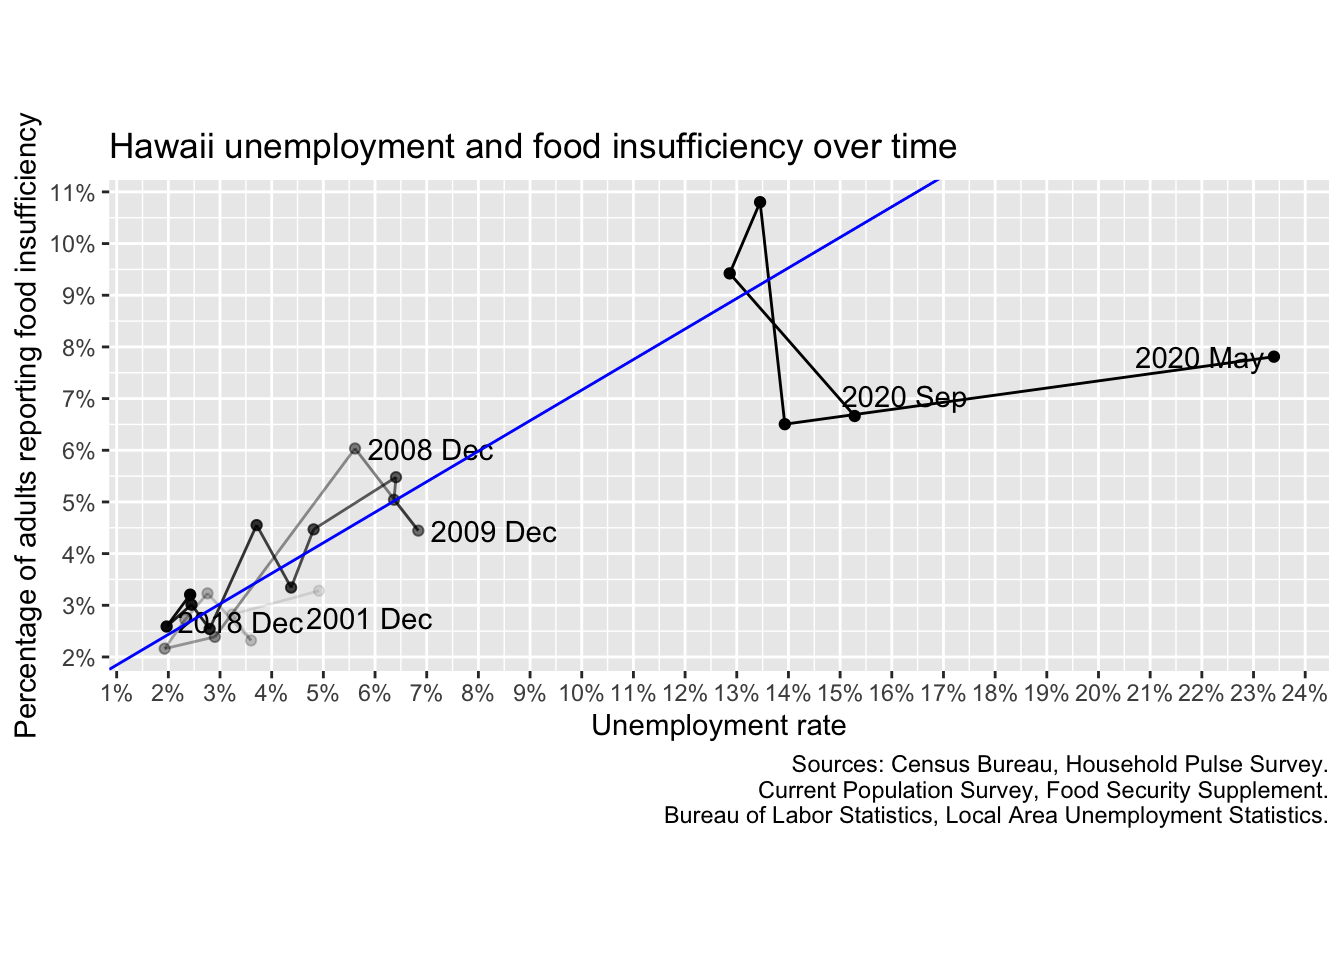 Hawaii unemployment and food insufficiency over time
Percentage of adults reporting food insufficiency
11%
10%
9%
8%
7%
6%
5%
4%
3%
2%
2020 May
2020 Sep
2008 Dec
2009 Dec
2001 Dec
2018 Dec
1% 2% 3% 4% 5% 6% 7% 8% 9% 10% 11% 12% 13% 14% 15% 16% 17% 18% 19% 20% 21% 22% 23% 24%
Unemployment rate
Sources: Census Bureau, Household Pulse Survey.
Current Population Survey, Food Security Supplement.
Bureau of Labor Statistics, Local Area Unemployment Statistics.